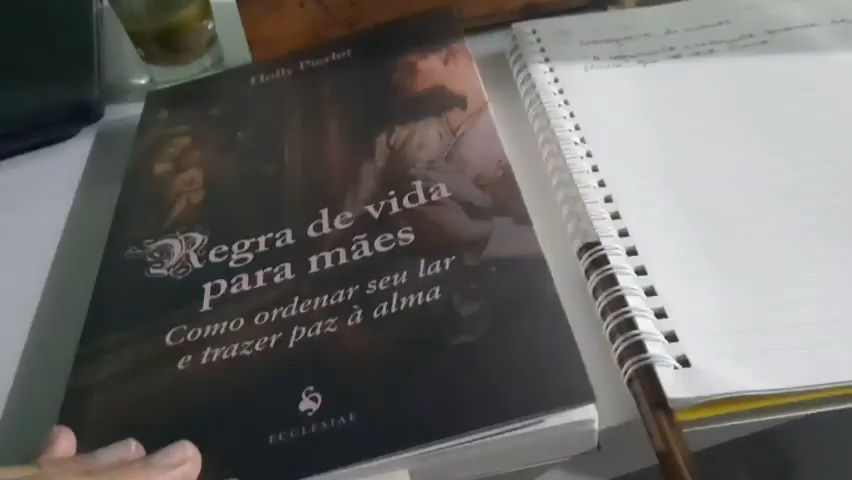 Holly Pierlot
Regra de vida
para mães
Como ordenar seu lar
e trazer paz à alma
ECCLESIAE